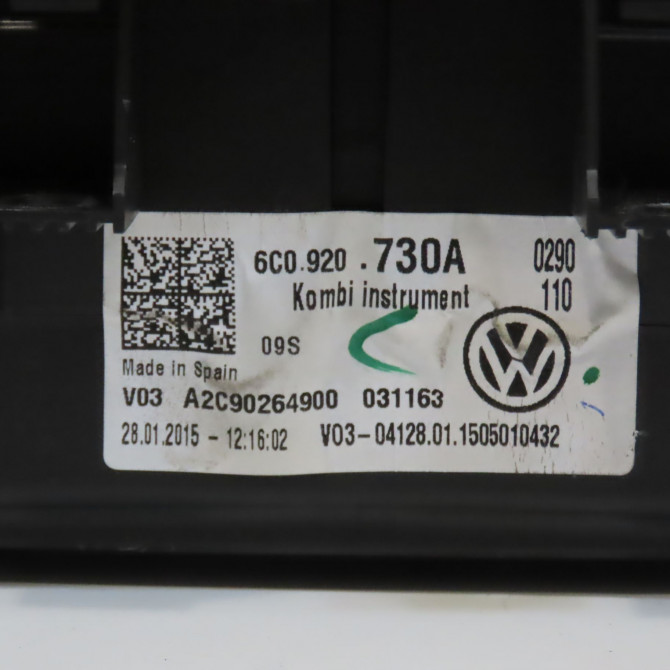 6C0.920 .730A 0290
Kombi instrument 110
09S
Made in Spain
V03 A2C90264900 031163
28.01.2015 - 12:16:02 V03-04128.01.1505010432